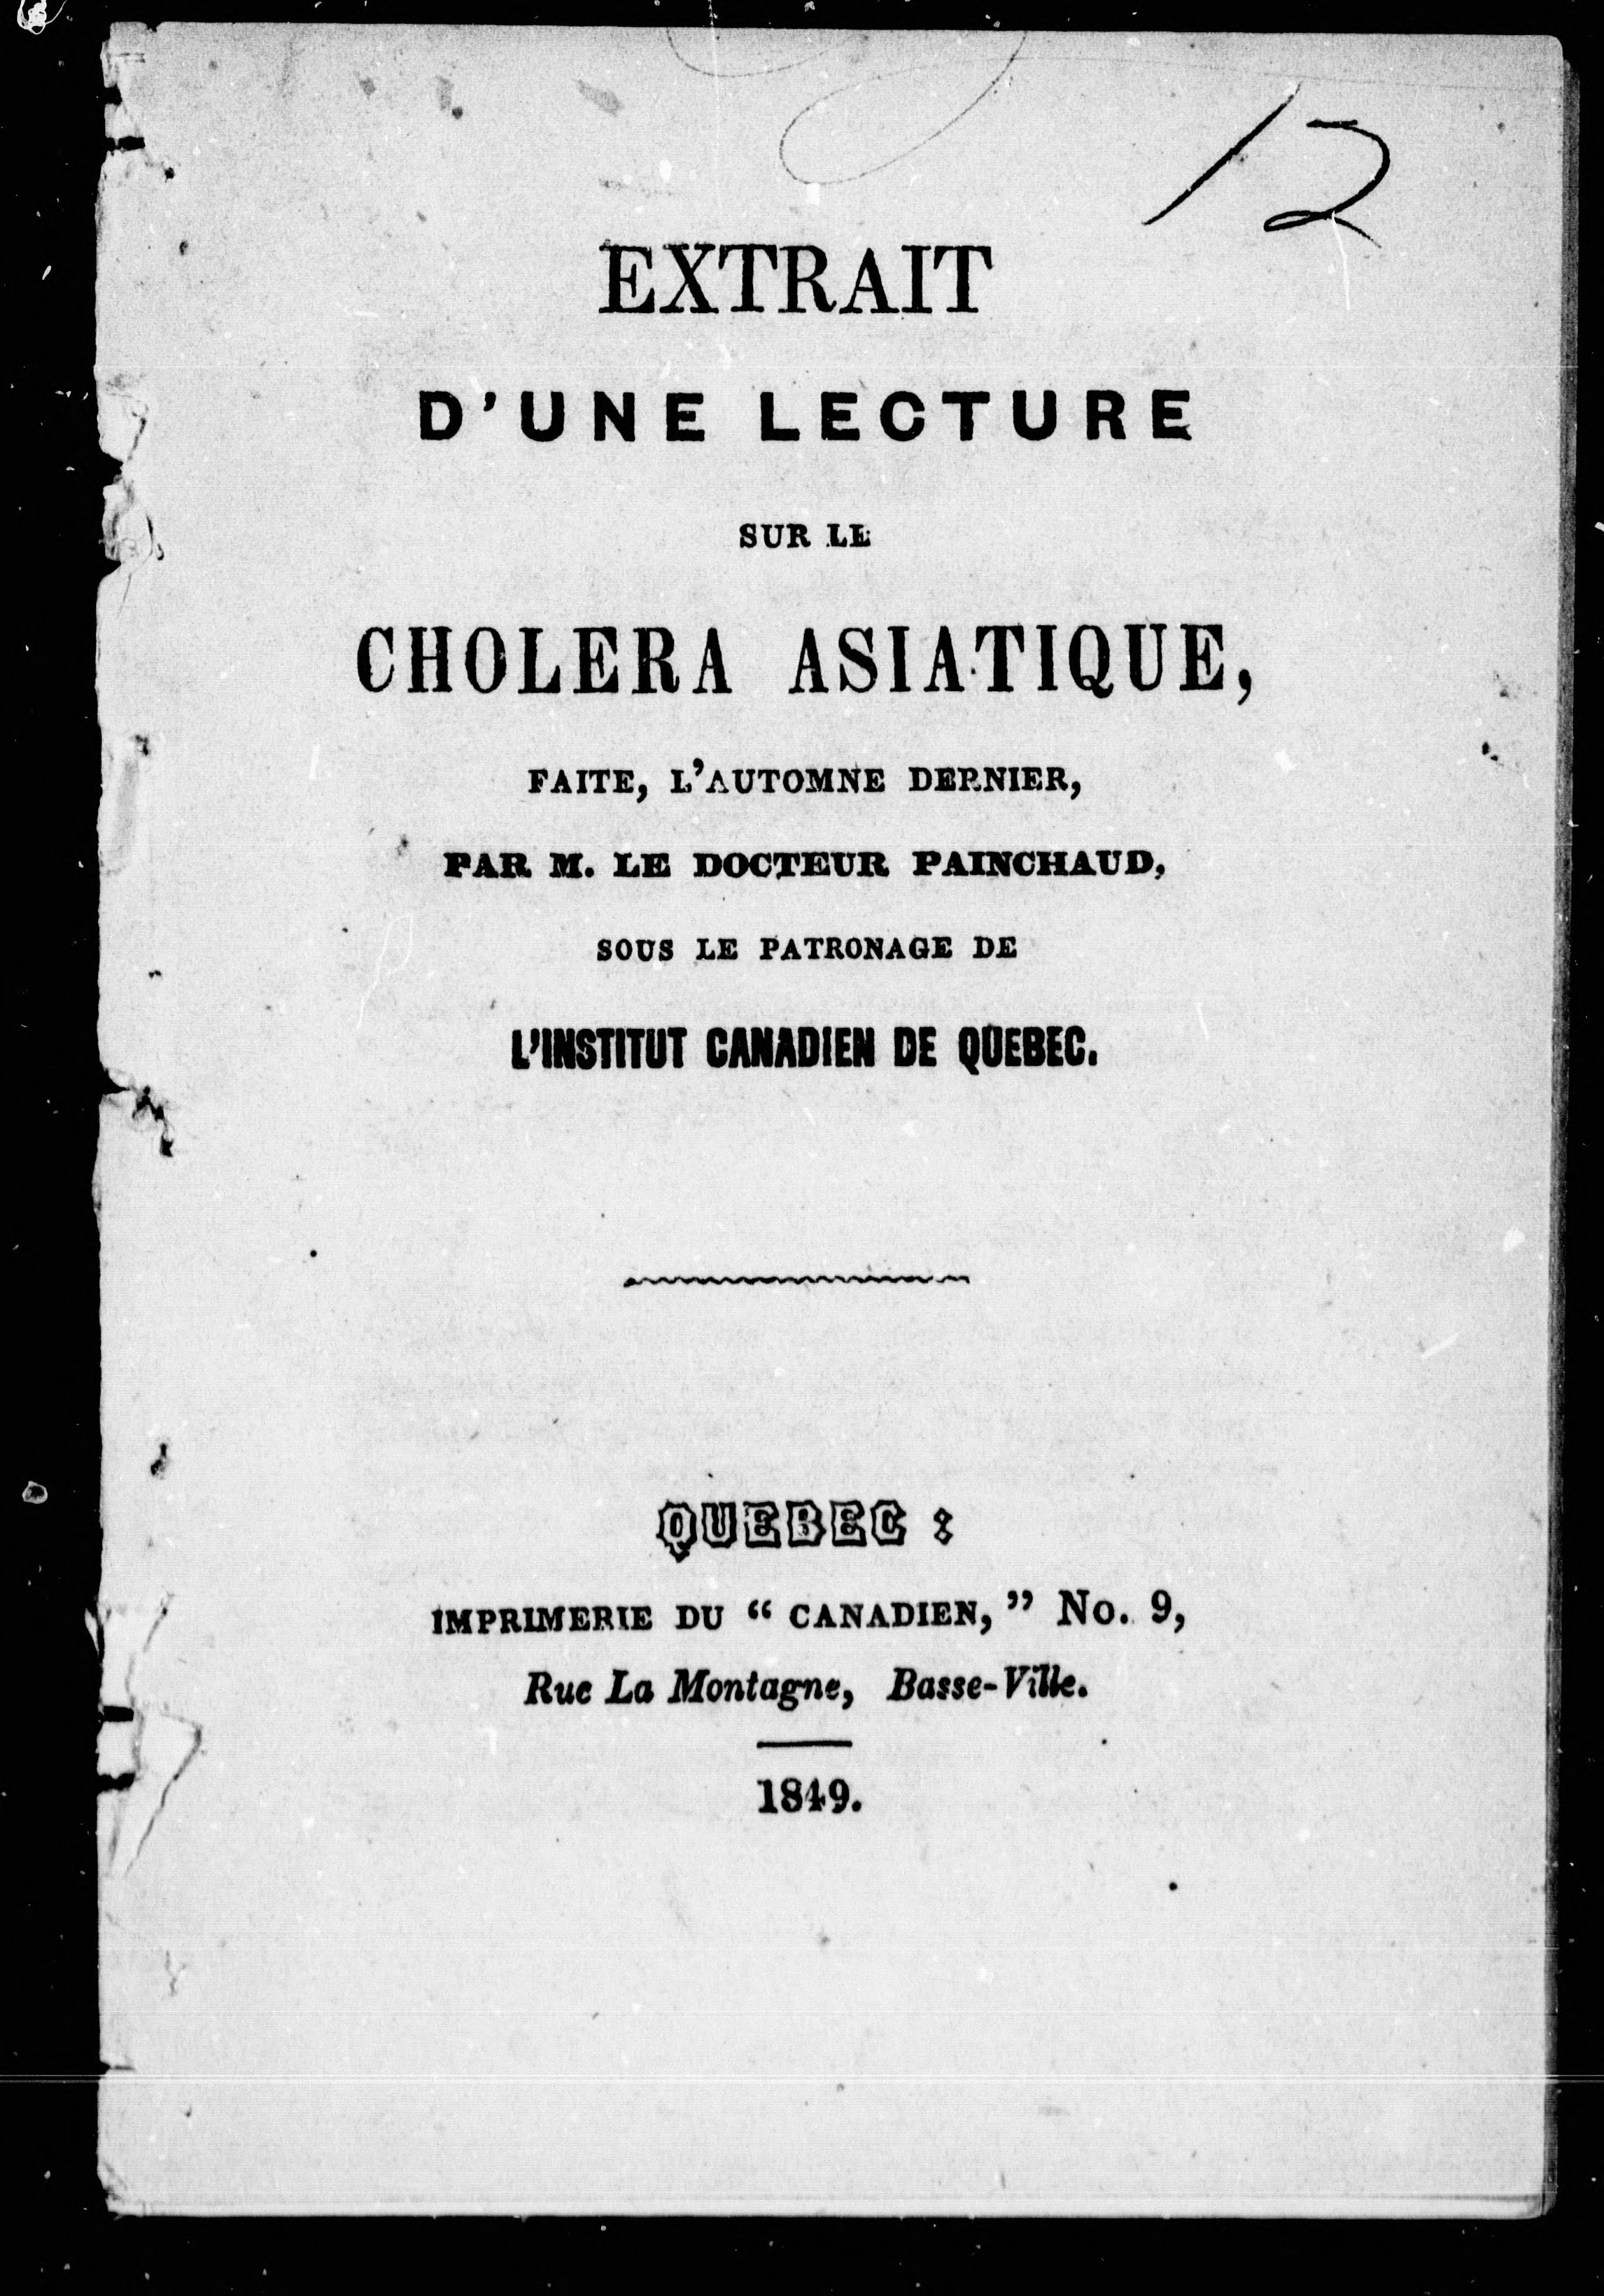 12
EXTRAIT
D'UNE LECTURE
SUR LE
CHOLERA ASIATIQUE,
FAITE, L'AUTOMNE DERNIER,
PAR M. LE DOCTEUR PAINCHAUD,
SOUS LE PATRONAGE DE
L'INSTITUT CANADIEN DE QUEBEC.
QUEBEC :
IMPRIMERIE DU “ CANADIEN, ” No. 9,
Rue La Montagne, Basse-Ville.
1849.